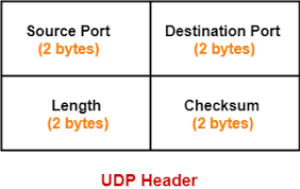 Source Port
(2 bytes)
Destination Port
(2 bytes)
Length
(2 bytes)
Checksum
(2 bytes)
UDP Header